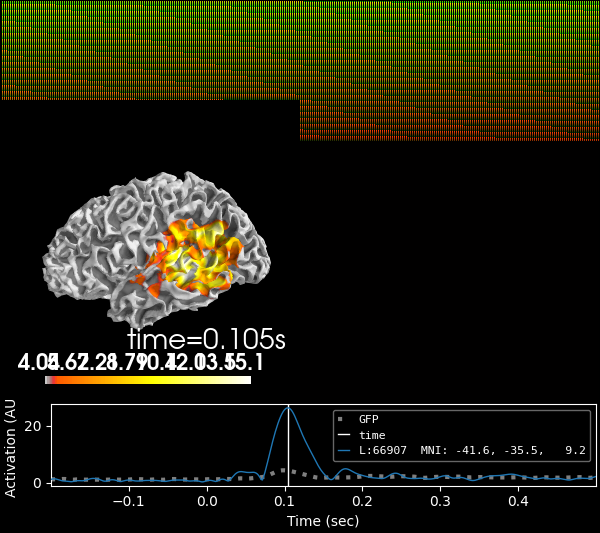 time=0.105s
Activation (AU
20
0
GFP
time
L:66907 MNI: -41.6, -35.5, 9.2
−0.1 0.0 0.1 0.2 0.3 0.4
Time (sec)